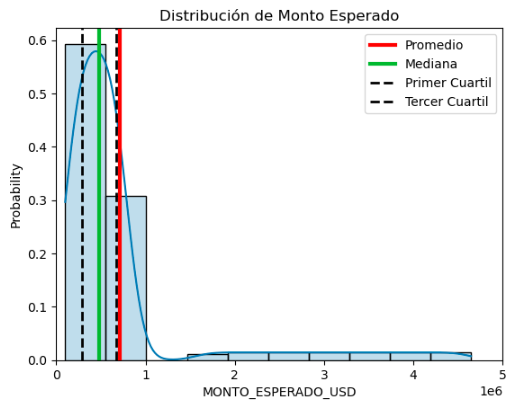 Distribución de Monto Esperado
Promedio
Mediana
Primer Cuartil
Tercer Cuartil
Probability
0.6
0.5
0.4
0.3
0.2
0.1
0.0
0 1 2 3 4 5
1e6
MONTO_ESPERADO_USD